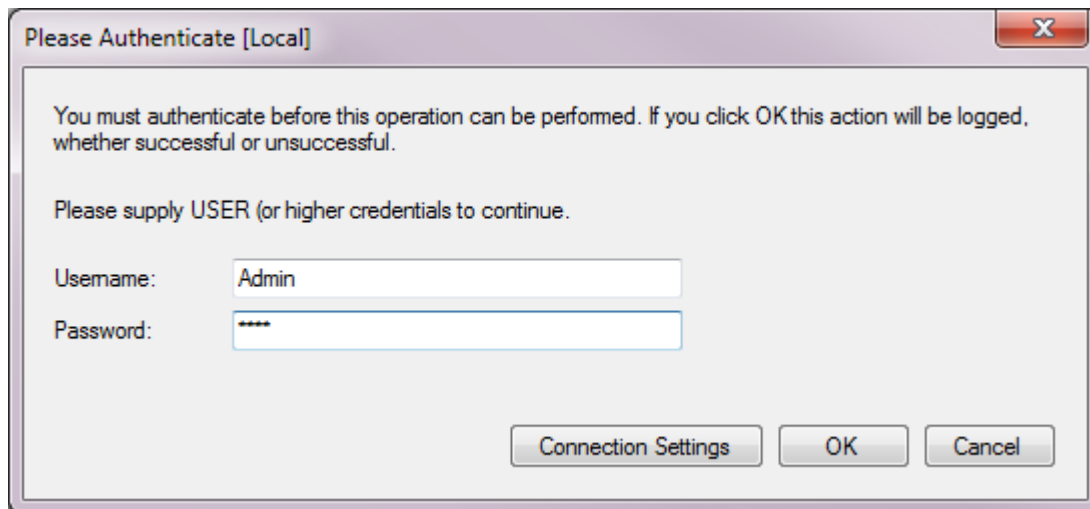 Please Authenticate [Local]
You must authenticate before this operation can be performed. If you click OK this action will be logged,
whether successful or unsuccessful.
Please supply USER (or higher credentials to continue.
Username: Admin
Password: ****
Connection Settings OK Cancel